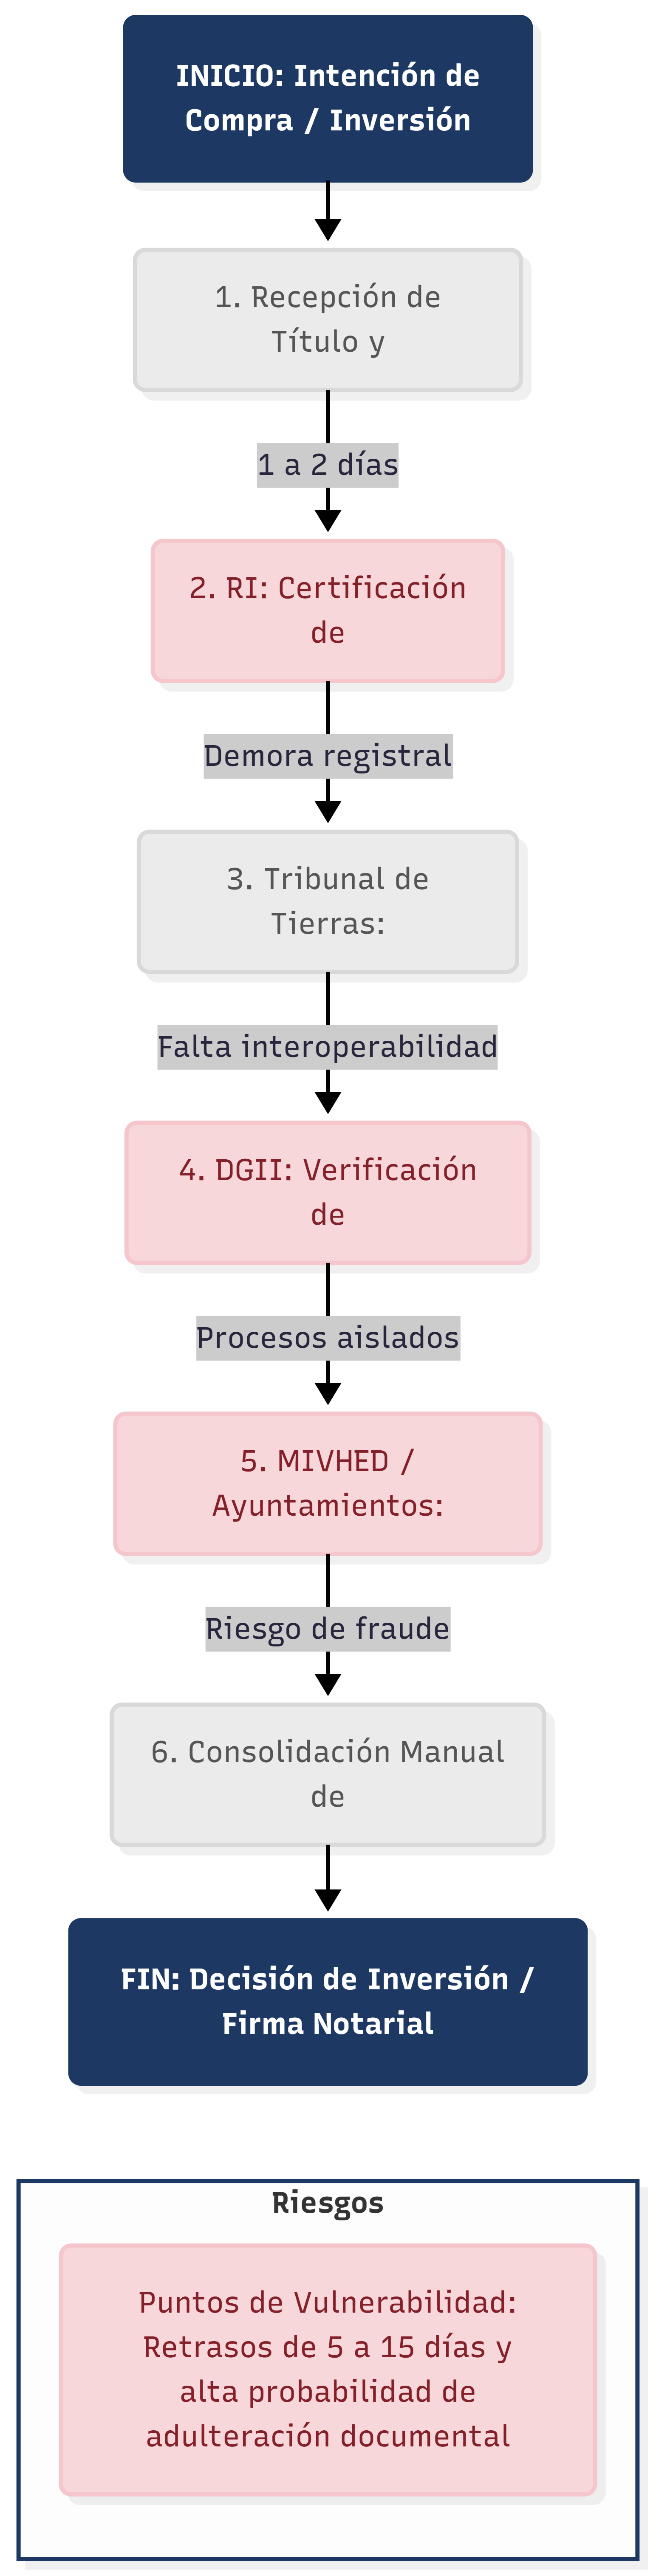 INICIO: Intención de
Compra / Inversión
1. Recepción de
Título y
1 a 2 días
2. RI: Certificación
de
Demora registral
3. Tribunal de
Tierras:
Falta interoperabilidad
4. DGII: Verificación
de
Procesos aislados
5. MIVHED /
Ayuntamientos:
Riesgo de fraude
6. Consolidación Manual
de
FIN: Decisión de Inversión /
Firma Notarial
Riesgos
Puntos de Vulnerabilidad:
Retrasos de 5 a 15 días y
alta probabilidad de
adulteración documental